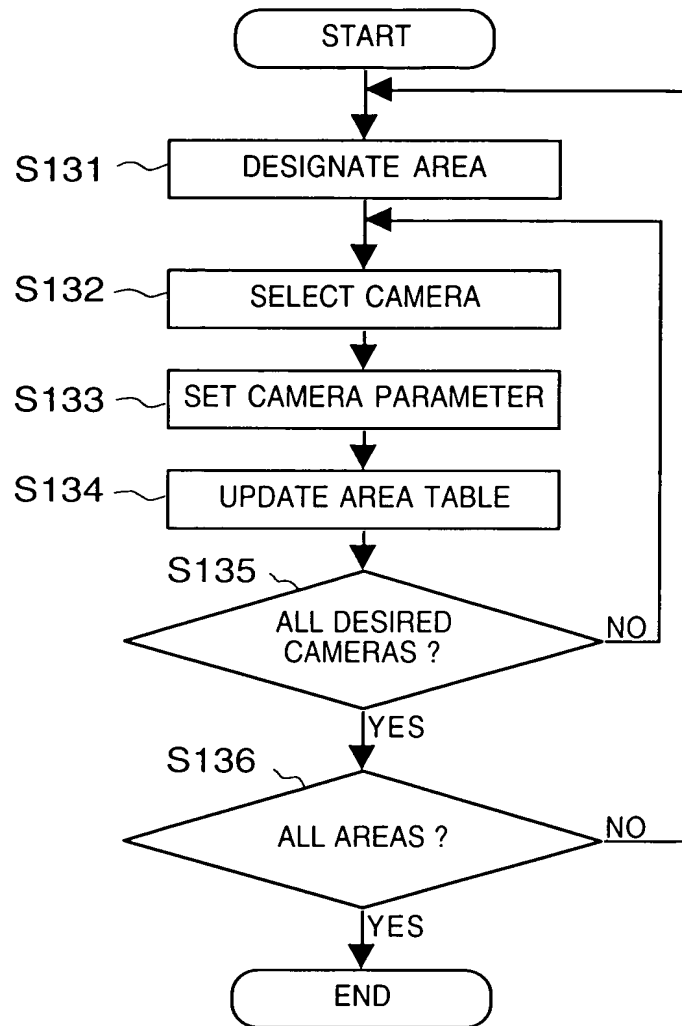 START
S131
DESIGNATE AREA
S132
SELECT CAMERA
S133
SET CAMERA PARAMETER
S134
UPDATE AREA TABLE
S135
ALL DESIRED
CAMERAS ?
NO
YES
S136
ALL AREAS ?
NO
YES
END